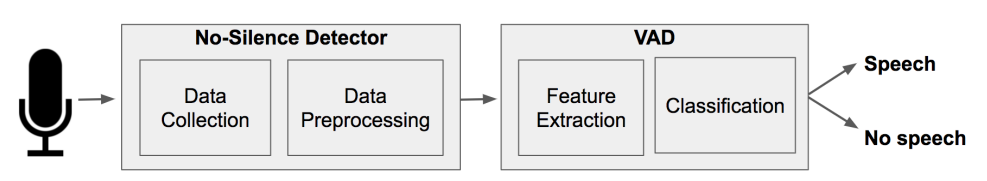 No-Silence Detector
Data
Collection
Data
Preprocessing
VAD
Feature
Extraction
Classification
Speech
No speech